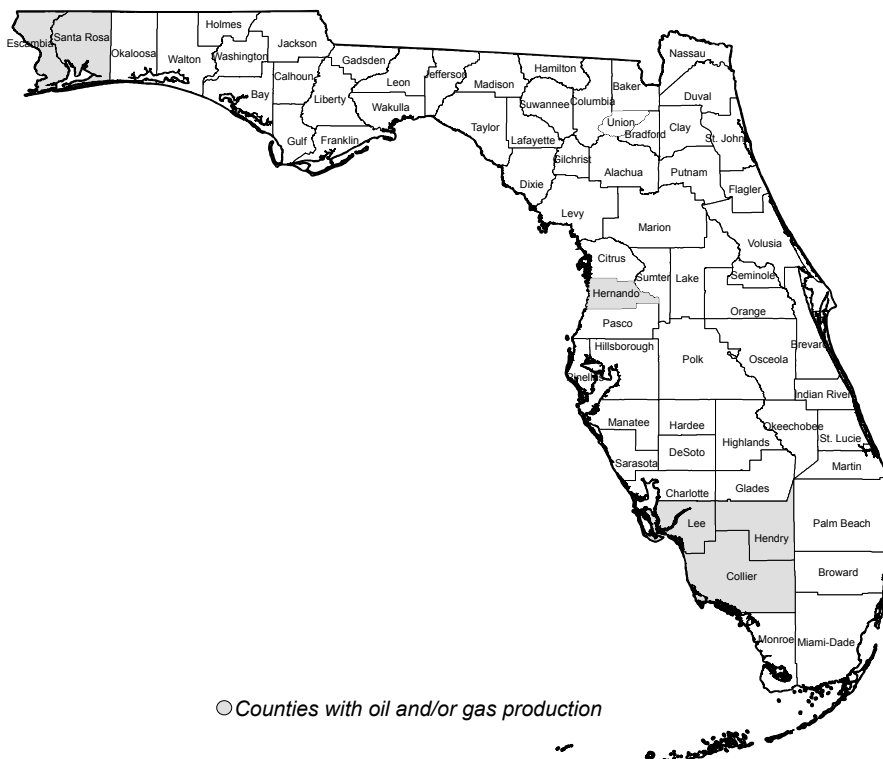 Holmes
Escambia
Santa Rosa
Okaloosa
Walton
Washington
Jackson
Gadsden
Calhoun
Bay
Liberty
Leon
Jefferson
Wakulla
Gulf
Franklin
Madison
Hamilton
Suwannee
Columbia
Baker
Nassau
Duval
Taylor
Lafayette
Union
Bradford
Clay
St. John
Gilchrist
Alachua
Putnam
Dixie
Flagler
Levy
Marion
Volusia
Citrus
Sumter
Lake
Seminole
Hernando
Orange
Pasco
Brevard
Hillsborough
Polk
Osceola
Pinellas
Indian River
Manatee
Hardee
Okeechobee
Highlands
St. Lucie
DeSoto
Sarasota
Martin
Charlotte
Glades
Lee
Hendry
Palm Beach
Collier
Broward
Monroe
Miami-Dade
Counties with oil and/or gas production